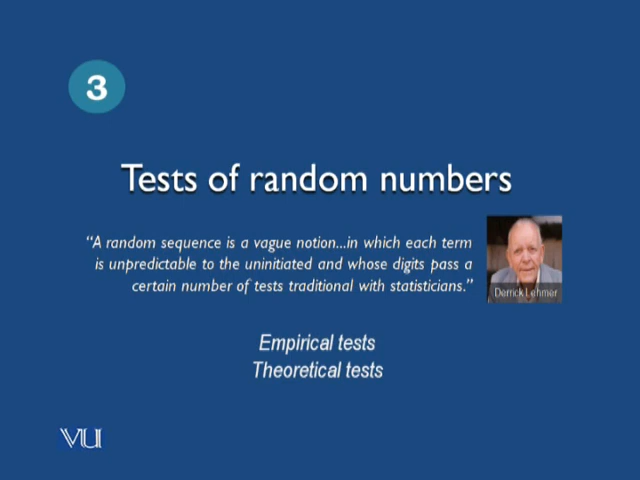 3
Tests of random numbers
“A random sequence is a vague notion...in which each term
is unpredictable to the uninitiated and whose digits pass a
certain number of tests traditional with statisticians.”
Derrick Lehmer
Empirical tests
Theoretical tests
VU